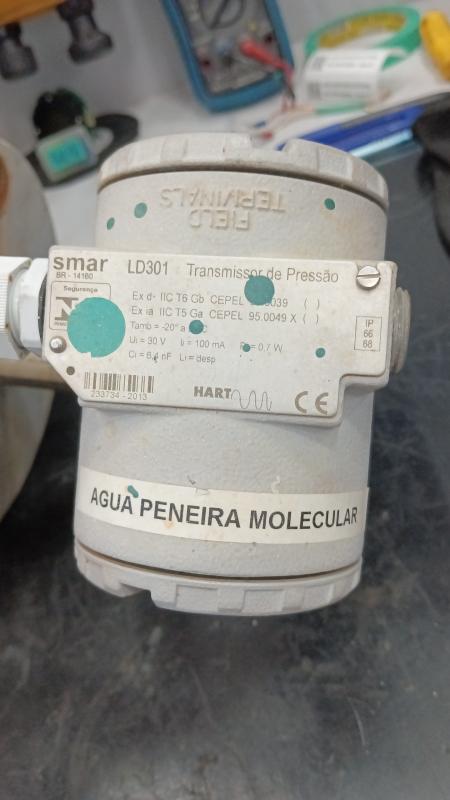 FIELD
TERMINALS
smar
BR - 14160
LD301 Transmissor de Pressão
Segurança
Ex d- IIC T6 Gb CEPEL 0039 ( )
Ex ia IIC T5 Ga CEPEL 95.0049 X ( )
Tamb = -20° a
Ui = 30 V Ii = 100 mA = 0.7 W
Ci = nF Li = desp
IP
66
68
233734 - 2013
HART
CE
AGUA PENEIRA MOLECULAR